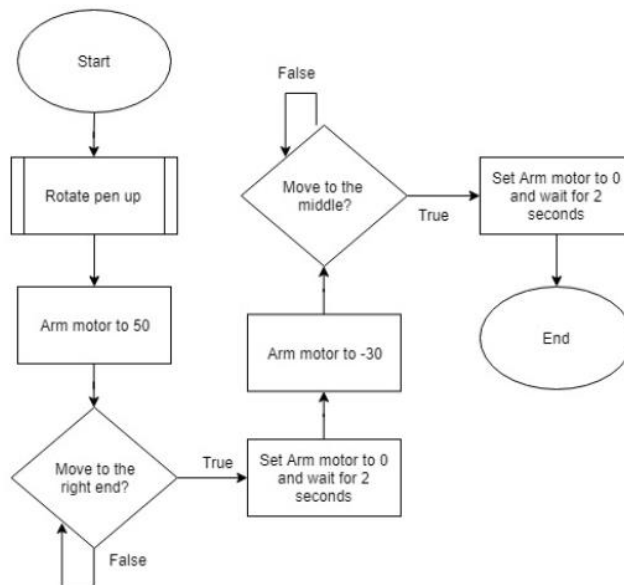 Start
Rotate pen up
Arm motor to 50
Move to the
right end?
False
True
Set Arm motor to 0
and wait for 2
seconds
Arm motor to -30
Move to the
middle?
False
True
Set Arm motor to 0
and wait for 2
seconds
End